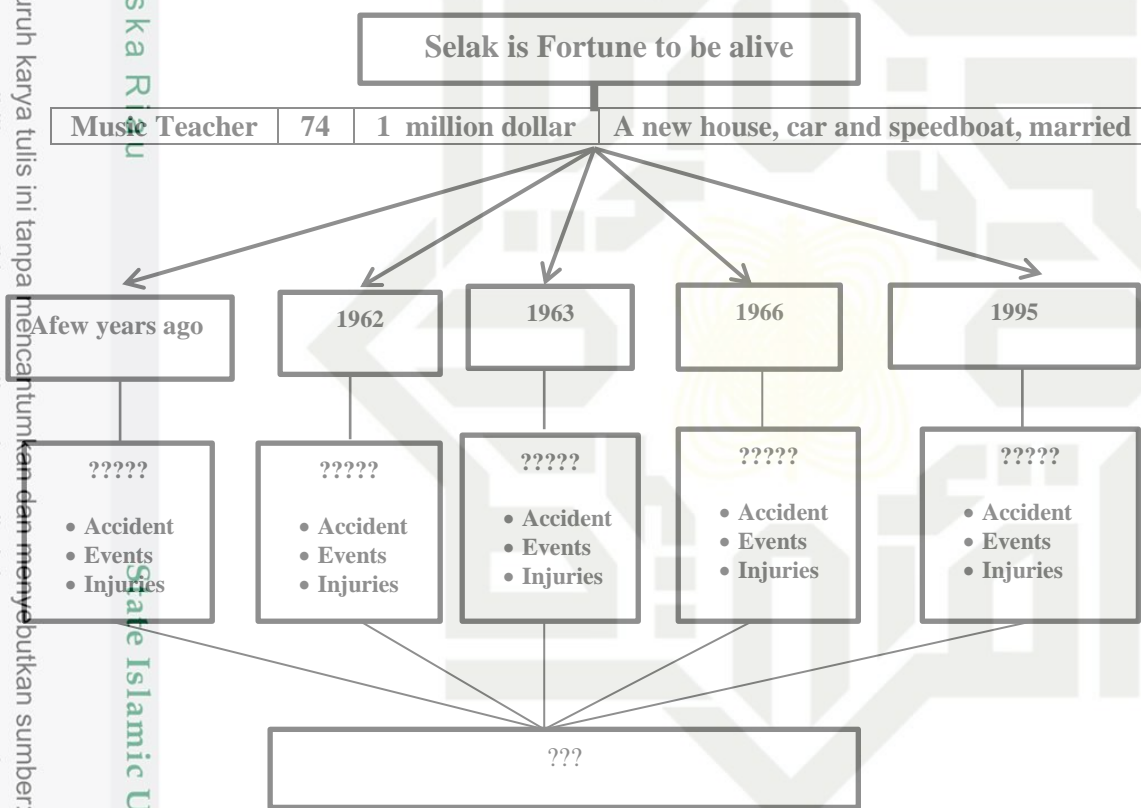 Selak is Fortune to be alive
Music Teacher 74 1 million dollar A new house, car and speedboat, married
Afew years ago
1962
1963
1966
1995
?????
• Accident
• Events
• Injuries
?????
• Accident
• Events
• Injuries
?????
• Accident
• Events
• Injuries
?????
• Accident
• Events
• Injuries
?????
• Accident
• Events
• Injuries
???
ska Riau
State Islamic U
uruh karya tulis ini tanpa mencantumkan dan menyebutkan sumber: